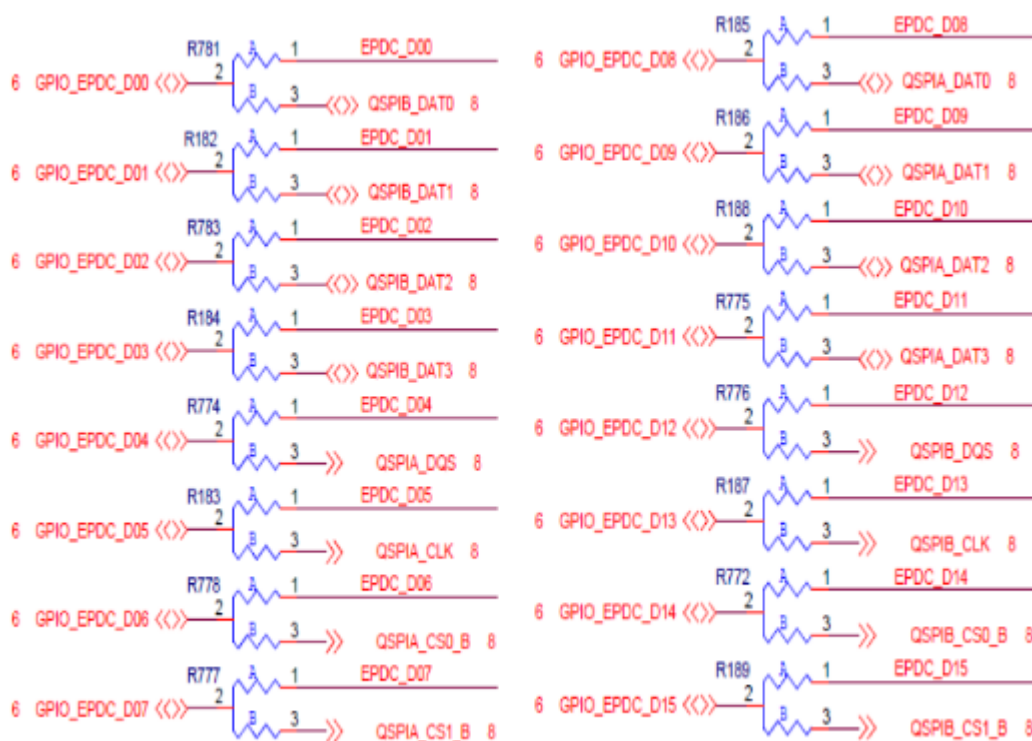 R781 A 1 EPDC_D00
6 GPIO_EPDC_D00 2
B 3 QSPIB_DAT0 8
R182 A 1 EPDC_D01
6 GPIO_EPDC_D01 2
B 3 QSPIB_DAT1 8
R783 A 1 EPDC_D02
6 GPIO_EPDC_D02 2
B 3 QSPIB_DAT2 8
R184 A 1 EPDC_D03
6 GPIO_EPDC_D03 2
B 3 QSPIB_DAT3 8
R774 A 1 EPDC_D04
6 GPIO_EPDC_D04 2
B 3 QSPIA_DQS 8
R183 A 1 EPDC_D05
6 GPIO_EPDC_D05 2
B 3 QSPIA_CLK 8
R778 A 1 EPDC_D06
6 GPIO_EPDC_D06 2
B 3 QSPIA_CS0_B 8
R777 A 1 EPDC_D07
6 GPIO_EPDC_D07 2
B 3 QSPIA_CS1_B 8
R185 A 1 EPDC_D08
6 GPIO_EPDC_D08 2
B 3 QSPIA_DAT0 8
R186 A 1 EPDC_D09
6 GPIO_EPDC_D09 2
B 3 QSPIA_DAT1 8
R188 A 1 EPDC_D10
6 GPIO_EPDC_D10 2
B 3 QSPIA_DAT2 8
R775 A 1 EPDC_D11
6 GPIO_EPDC_D11 2
B 3 QSPIA_DAT3 8
R776 A 1 EPDC_D12
6 GPIO_EPDC_D12 2
B 3 QSPIB_DQS 8
R187 A 1 EPDC_D13
6 GPIO_EPDC_D13 2
B 3 QSPIB_CLK 8
R772 A 1 EPDC_D14
6 GPIO_EPDC_D14 2
B 3 QSPIB_CS0_B 8
R189 A 1 EPDC_D15
6 GPIO_EPDC_D15 2
B 3 QSPIB_CS1_B 8